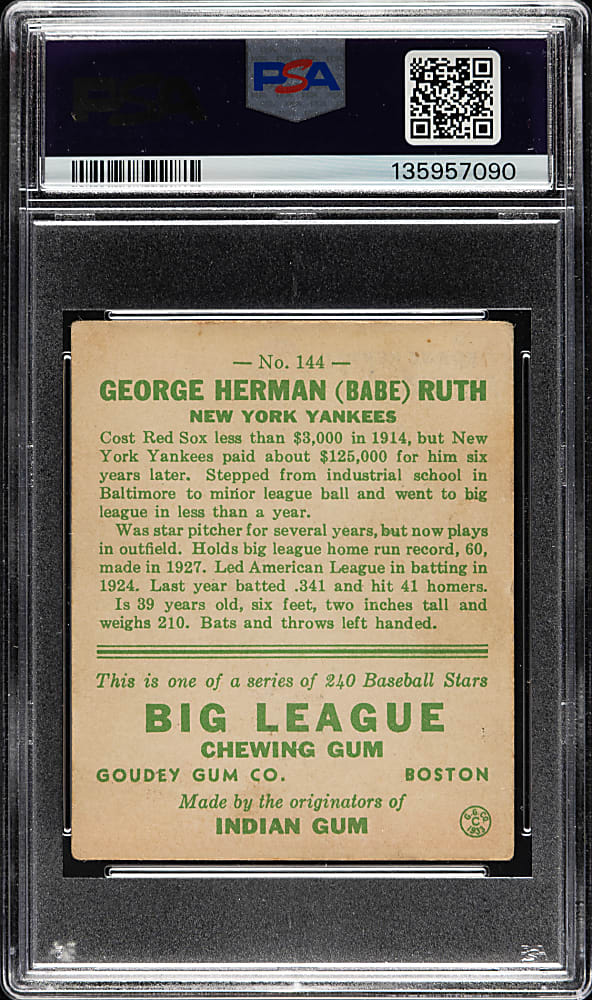 PSA
PSA
135957090
— No. 144 —
GEORGE HERMAN (BABE) RUTH
NEW YORK YANKEES
Cost Red Sox less than $3,000 in 1914, but New
York Yankees paid about $125,000 for him six
years later. Stepped from industrial school in
Baltimore to minor league ball and went to big
league in less than a year.
Was star pitcher for several years, but now plays
in outfield. Holds big league home run record, 60,
made in 1927. Led American League in batting in
1924. Last year batted .341 and hit 41 homers.
Is 39 years old, six feet, two inches tall and
weighs 210. Bats and throws left handed.
This is one of a series of 240 Baseball Stars
BIG LEAGUE
CHEWING GUM
GOUDEY GUM CO. BOSTON
Made by the originators of
INDIAN GUM
G.G.CO.
C
1933